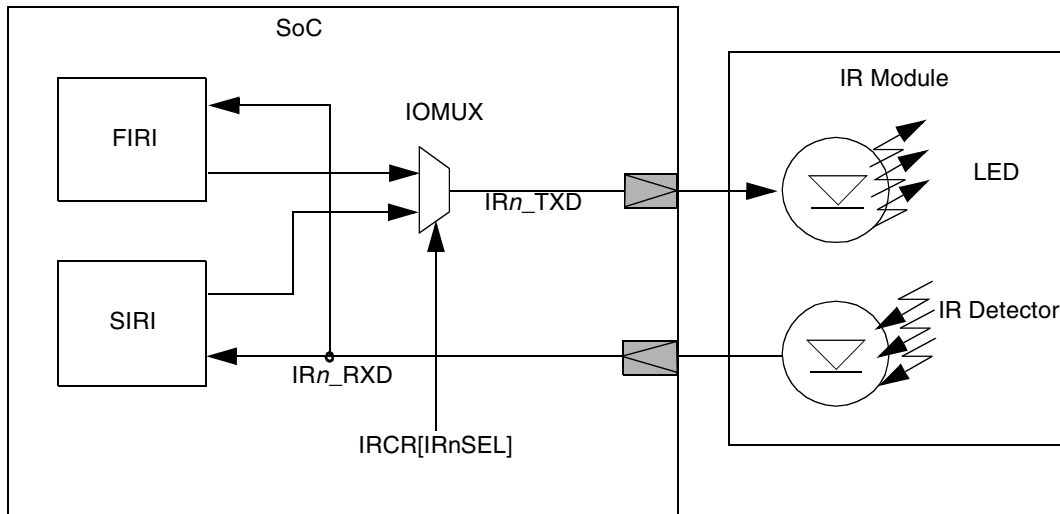 SoC
IR Module
FIRI
IOMUX
LED
IRn_TXD
SIRI
IR Detector
IRn_RXD
IRCR[IRnSEL]